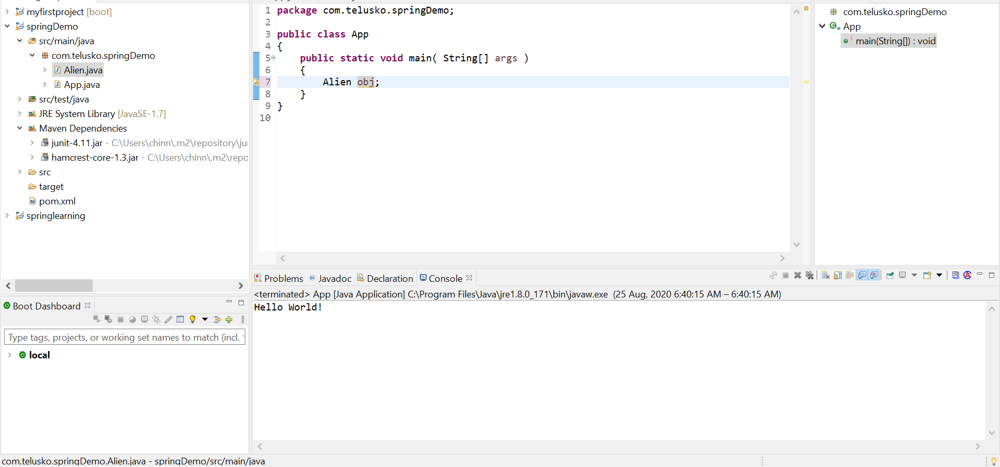 myfirstproject [boot]
springDemo
src/main/java
com.telusko.springDemo
Alien.java
App.java
src/test/java
JRE System Library [JavaSE-1.7]
Maven Dependencies
junit-4.11.jar - C:\Users\chinn\.m2\repository\ju
hamcrest-core-1.3.jar - C:\Users\chinn\.m2\repo
src
target
pom.xml
springlearning
Boot Dashboard
Type tags, projects, or working set names to match (incl.
local
1 package com.telusko.springDemo;
2
3 public class App
4 {
5 public static void main( String[] args )
6 {
7 Alien obj;
8 }
9 }
10
com.telusko.springDemo
App
main(String[]) : void
Problems @ Javadoc Declaration Console
<terminated> App [Java Application] C:\Program Files\Java\jre1.8.0_171\bin\javaw.exe (25 Aug, 2020 6:40:15 AM – 6:40:15 AM)
Hello World!
com.telusko.springDemo.Alien.java - springDemo/src/main/java